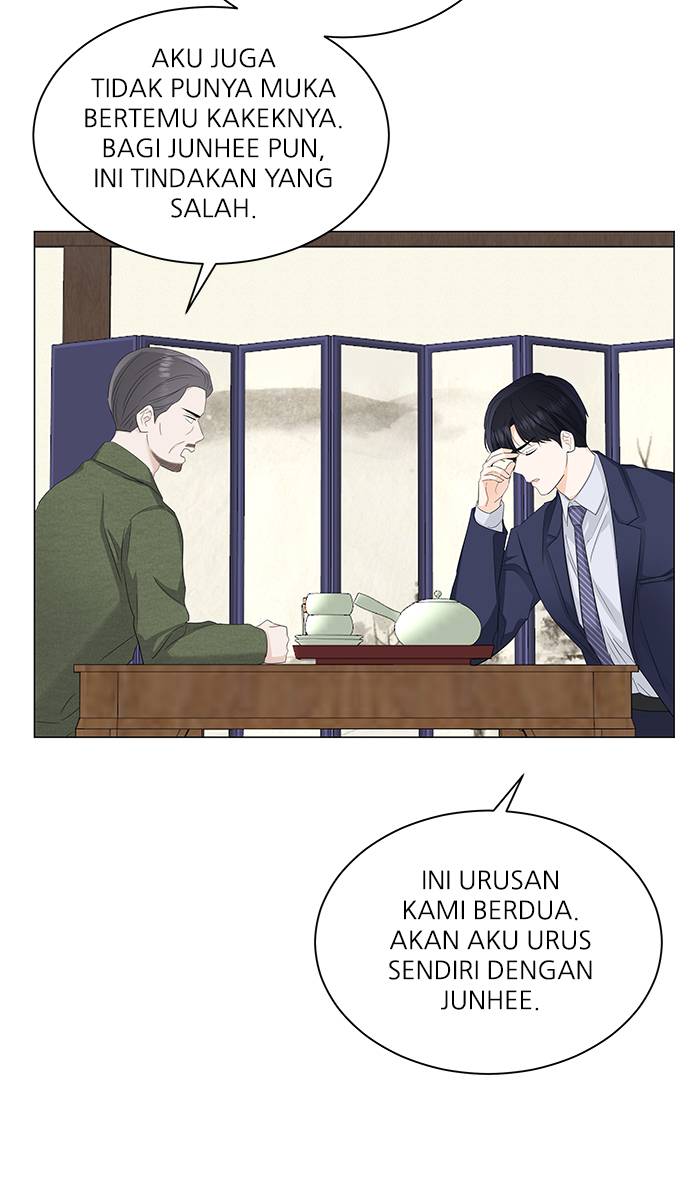 AKU JUGA
TIDAK PUNYA MUKA
BERTEMU KAKEKNYA.
BAGI JUNHEE PUN,
INI TINDAKAN YANG
SALAH.
INI URUSAN
KAMI BERDUA.
AKAN AKU URUS
SENDIRI DENGAN
JUNHEE.